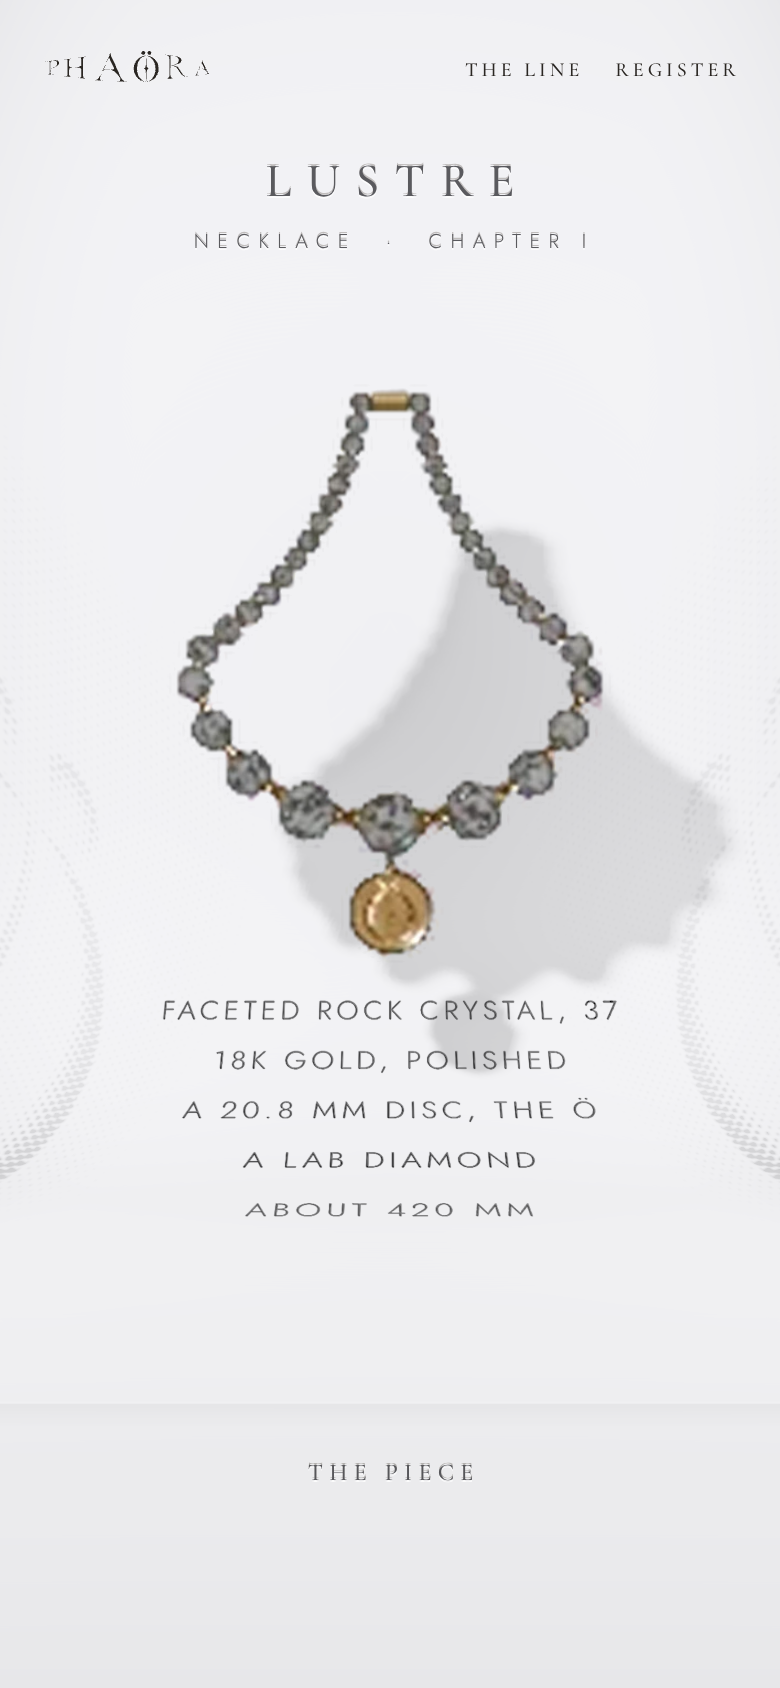 PHAÖRA
THE LINE REGISTER
LUSTRE
NECKLACE · CHAPTER I
FACETED ROCK CRYSTAL, 37
18K GOLD, POLISHED
A 20.8 MM DISC, THE Ö
A LAB DIAMOND
ABOUT 420 MM
THE PIECE